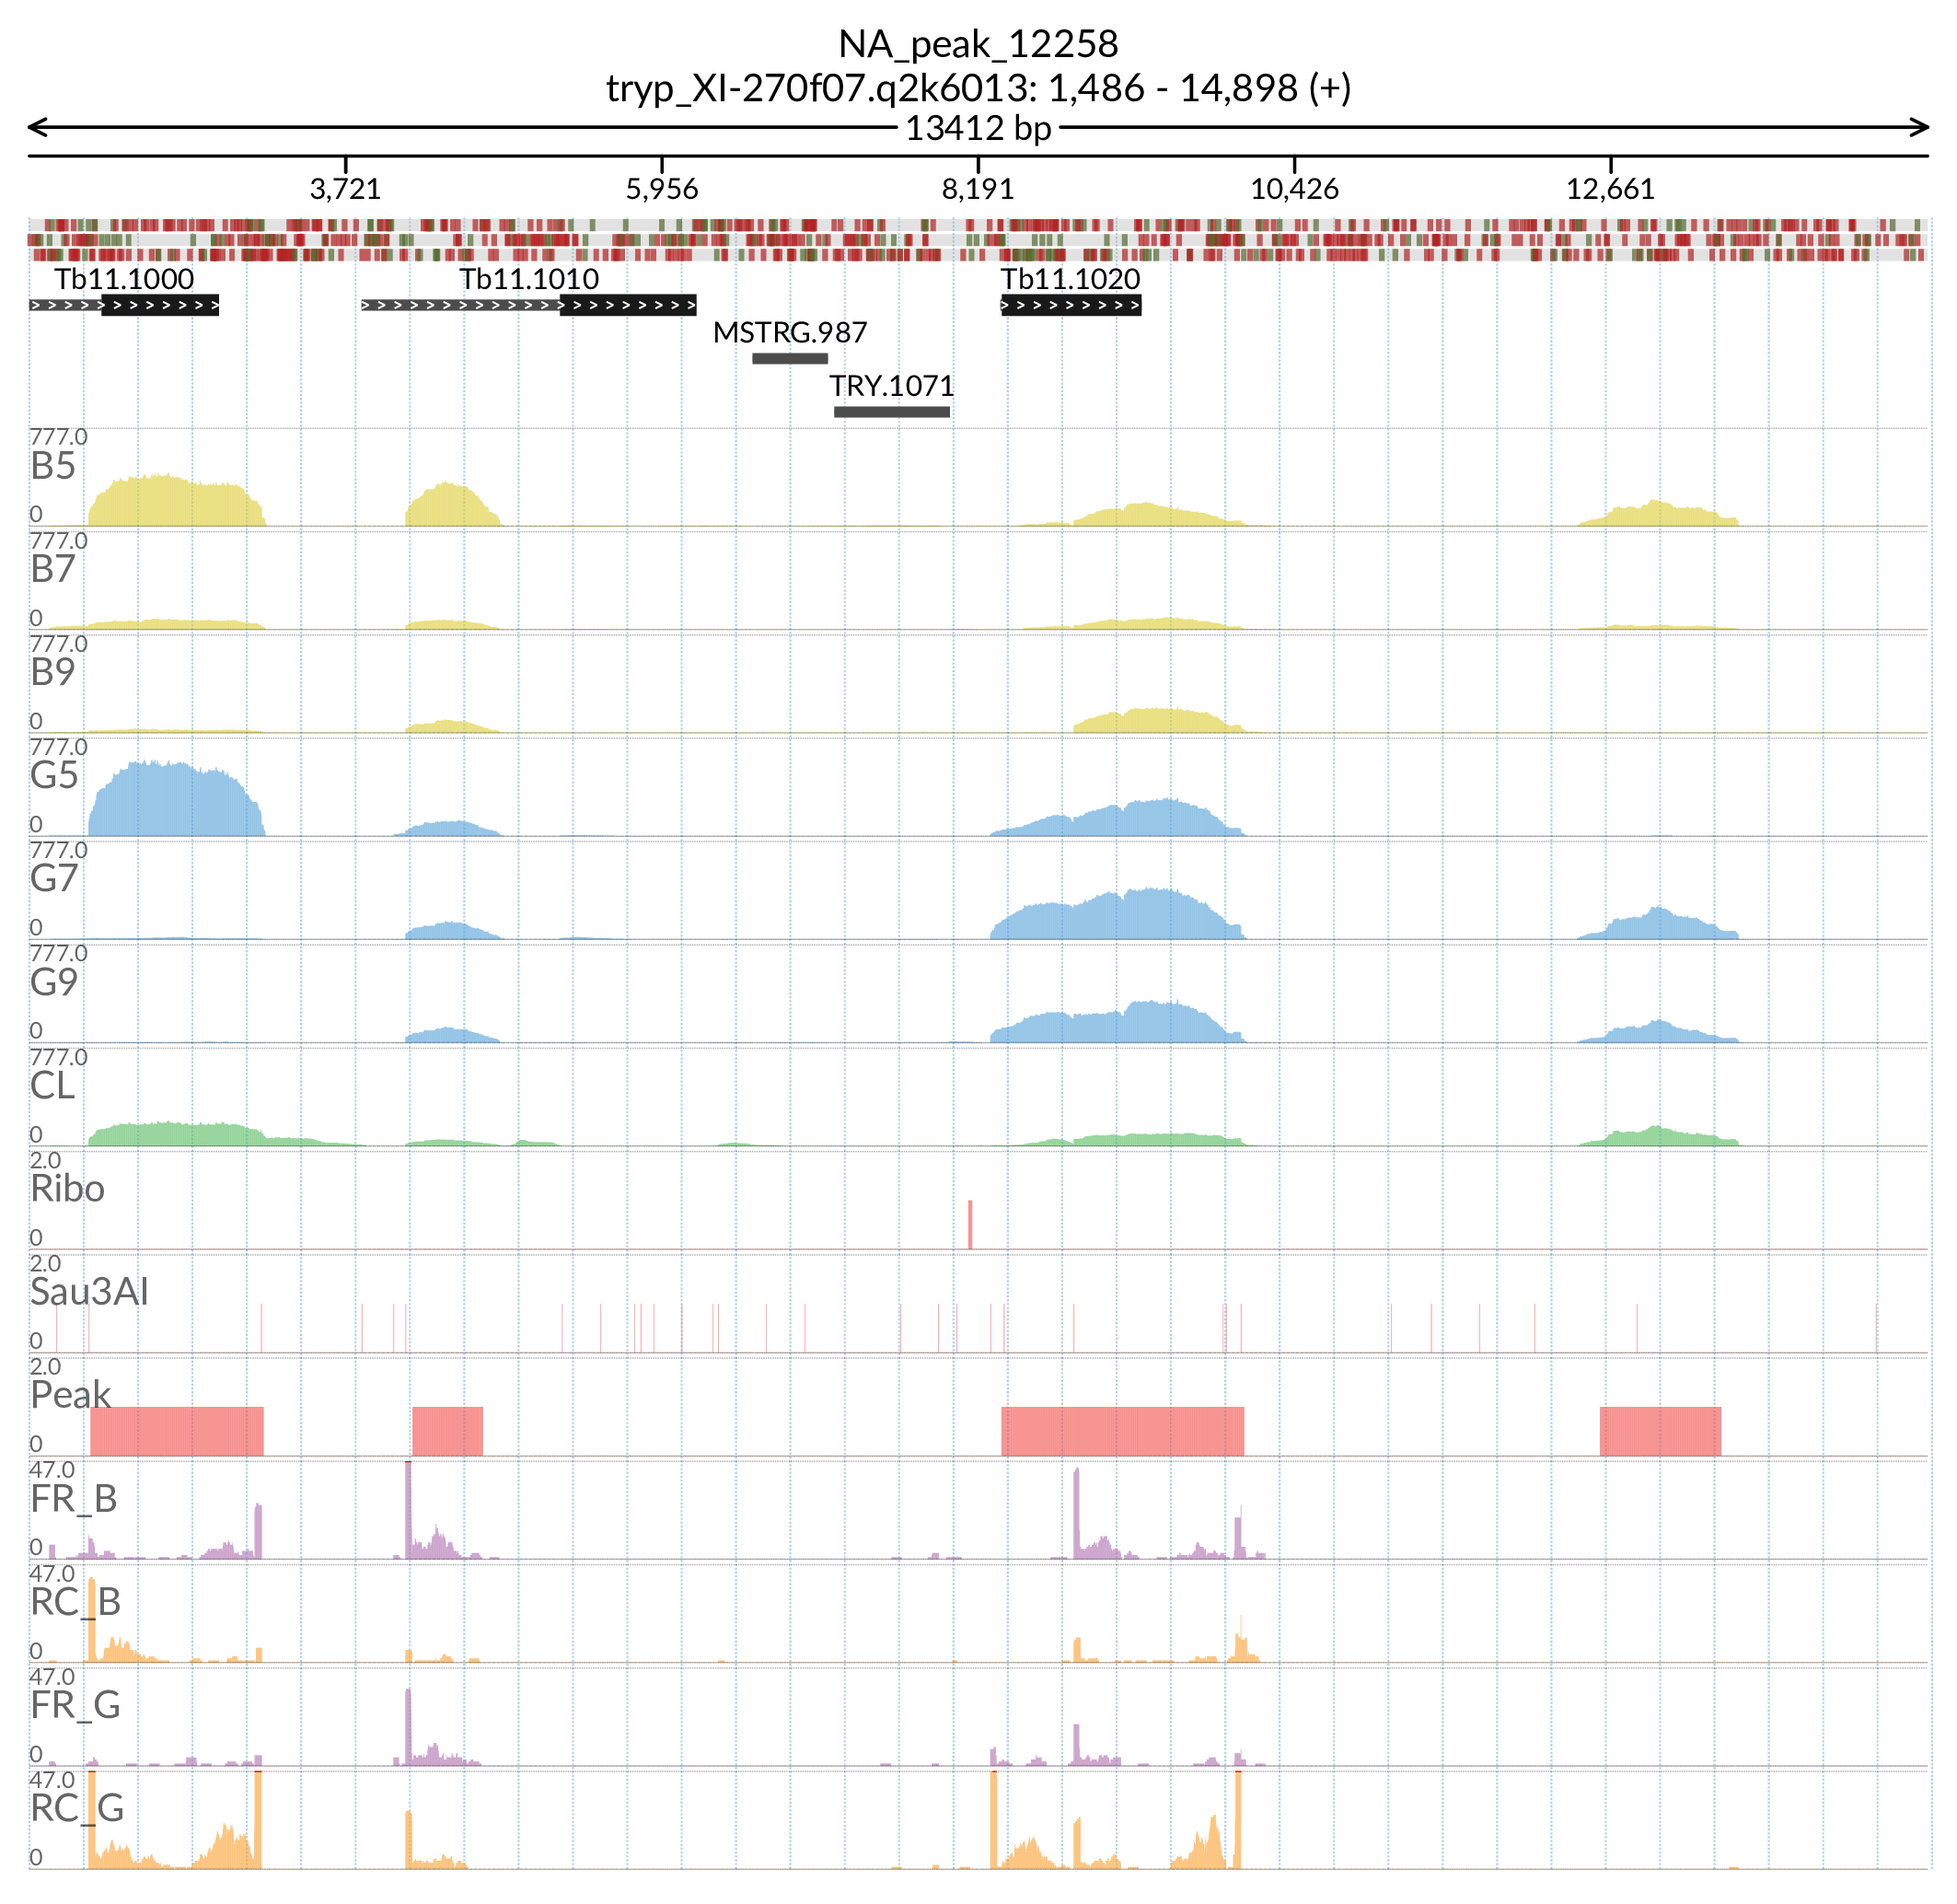 NA_peak_12258
tryp_XI-270f07.q2k6013: 1,486 - 14,898 (+)
13412 bp
3,721 5,956 8,191 10,426 12,661
Tb11.1000 Tb11.1010 Tb11.1020
MSTRG.987
TRY.1071
777.0
B5
0
777.0
B7
0
777.0
B9
0
777.0
G5
0
777.0
G7
0
777.0
G9
0
777.0
CL
0
2.0
Ribo
0
2.0
Sau3AI
0
2.0
Peak
0
47.0
FR_B
0
47.0
RC_B
0
47.0
FR_G
0
47.0
RC_G
0